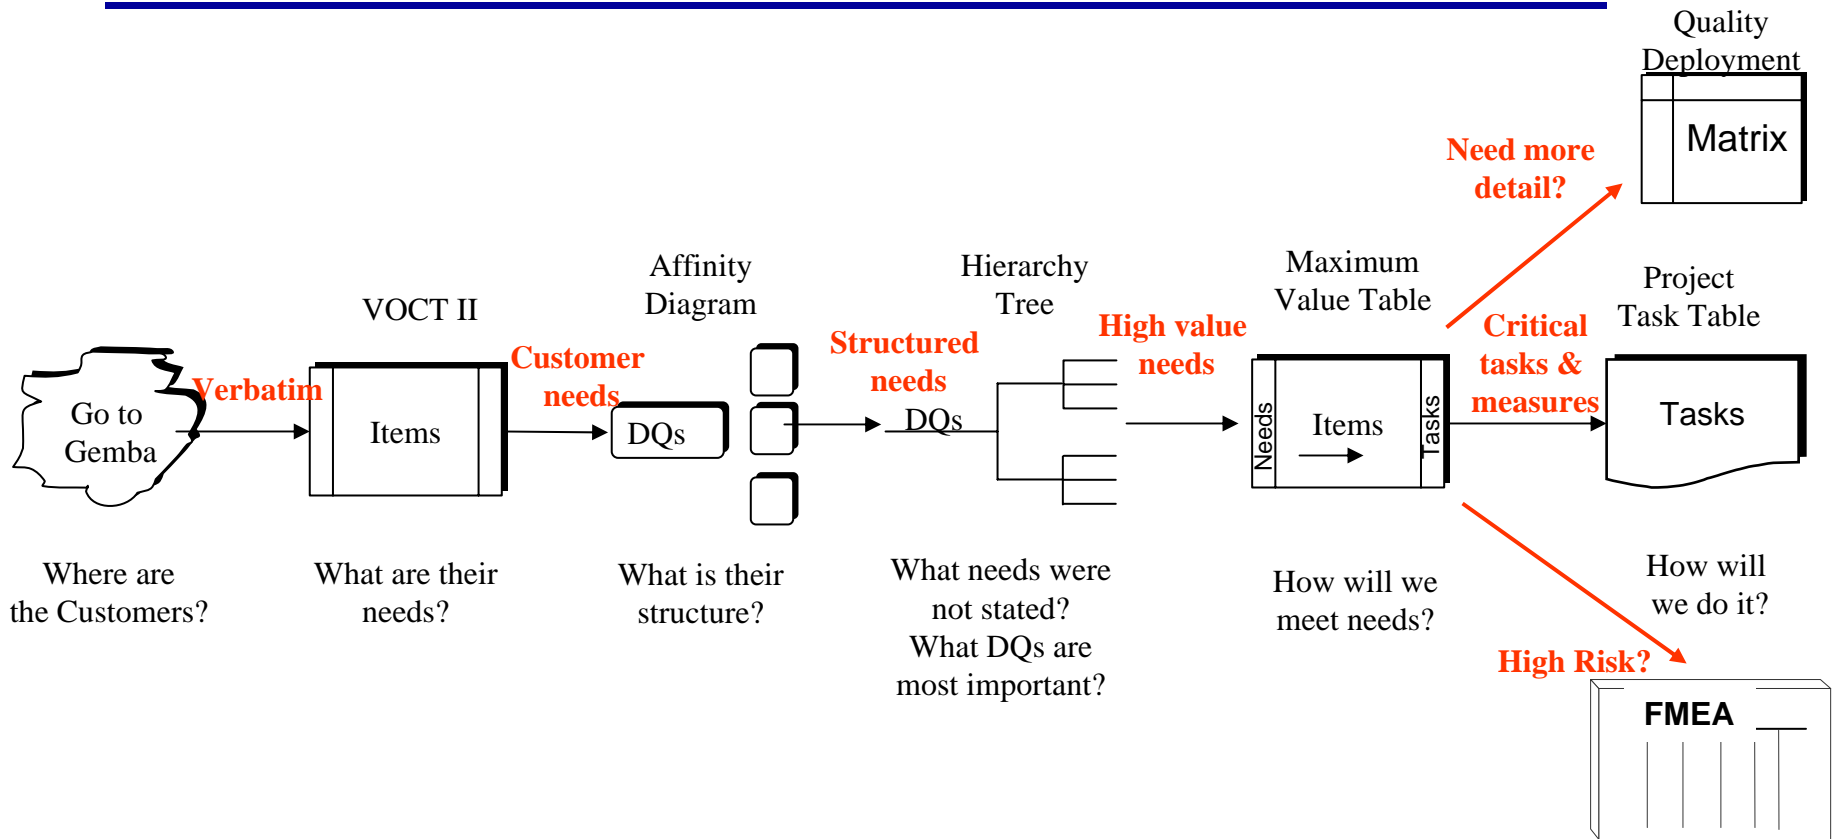 Quality
Deployment
Matrix
Need more
detail?
Affinity
Diagram
Hierarchy
Tree
Maximum
Value Table
Project
Task Table
VOCT II
Customer
needs
Structured
needs
High value
needs
Critical
tasks &
measures
Verbatim
Go to
Gemba
Items
DQs
DQs
Needs
Items
Tasks
Tasks
Where are
the Customers?
What are their
needs?
What is their
structure?
What needs were
not stated?
What DQs are
most important?
How will we
meet needs?
How will
we do it?
High Risk?
FMEA